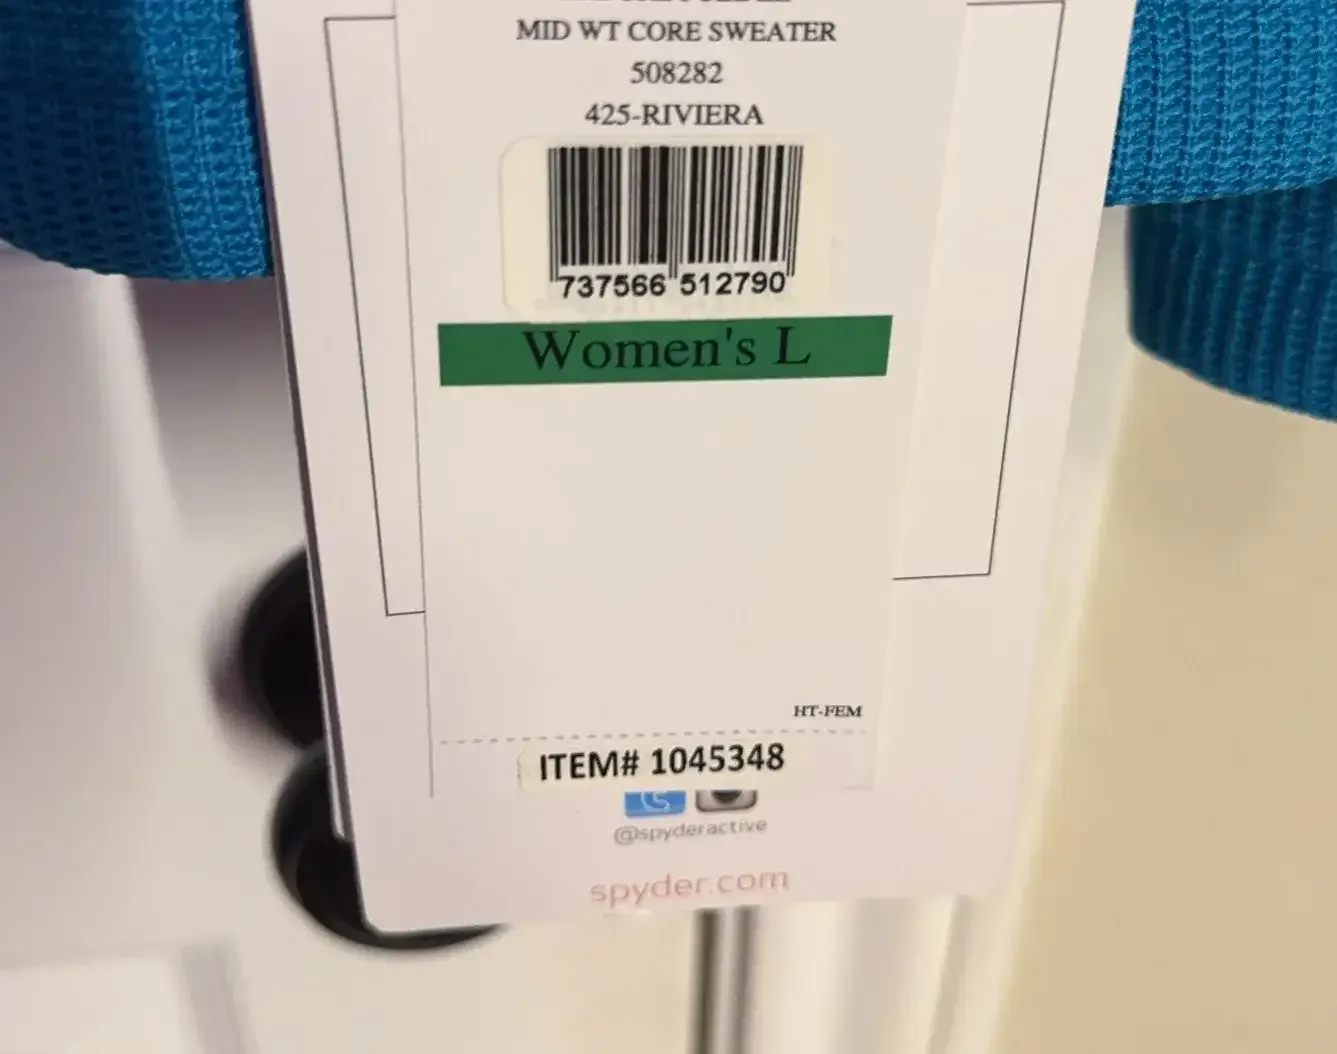 MID WT CORE SWEATER
508282
425-RIVIERA
737566 512790
Women's L
HT-FEM
ITEM# 1045348
@spyderactive
spyder.com